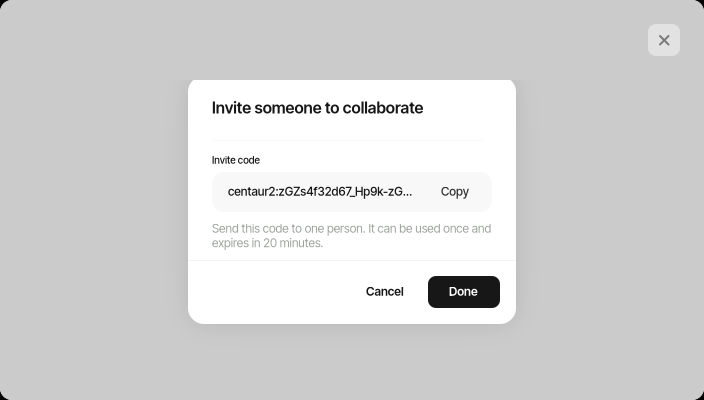 Invite someone to collaborate
Invite code
centaur2:zGZs4f32d67_Hp9k-zG...
Copy
Send this code to one person. It can be used once and
expires in 20 minutes.
Cancel
Done